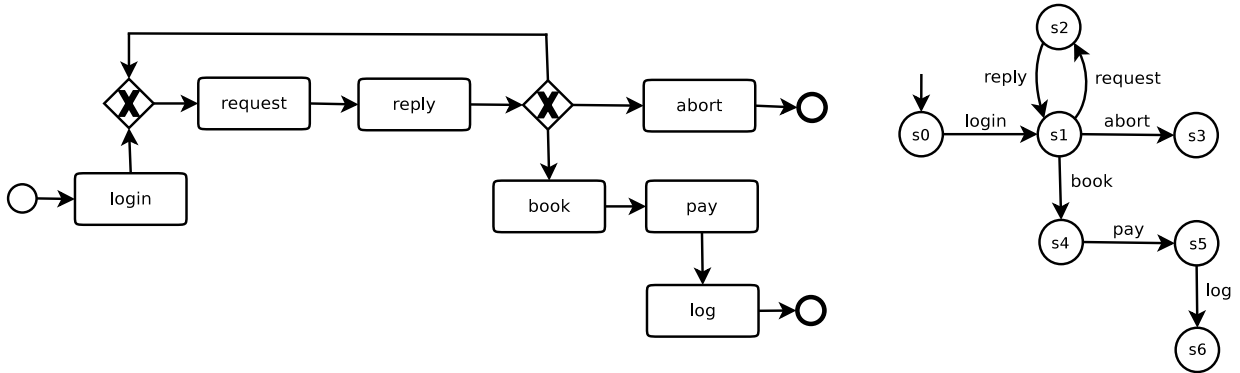 X
request
reply
X
abort
login
book
pay
log
s2
reply
request
s0
login
s1
abort
s3
book
s4
pay
s5
log
s6